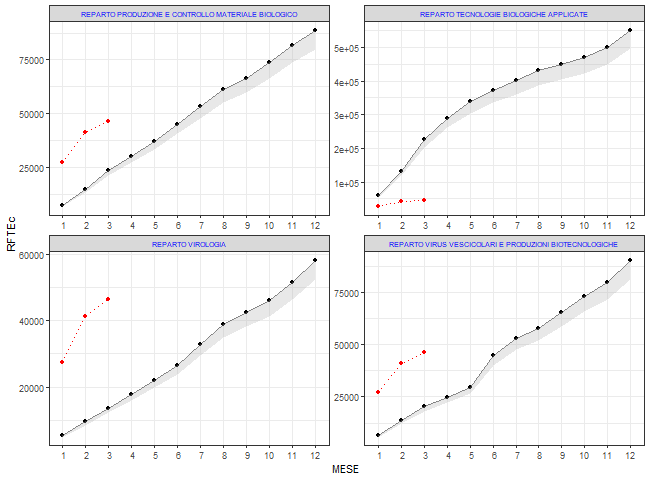 REPARTO PRODUZIONE E CONTROLLO MATERIALE BIOLOGICO
75000
50000
25000
1 2 3 4 5 6 7 8 9 10 11 12
REPARTO TECNOLOGIE BIOLOGICHE APPLICATE
5e+05
4e+05
3e+05
2e+05
1e+05
1 2 3 4 5 6 7 8 9 10 11 12
RFTEc
REPARTO VIROLOGIA
60000
40000
20000
1 2 3 4 5 6 7 8 9 10 11 12
REPARTO VIRUS VESCICOLARI E PRODUZIONI BIOTECNOLOGICHE
75000
50000
25000
1 2 3 4 5 6 7 8 9 10 11 12
MESE